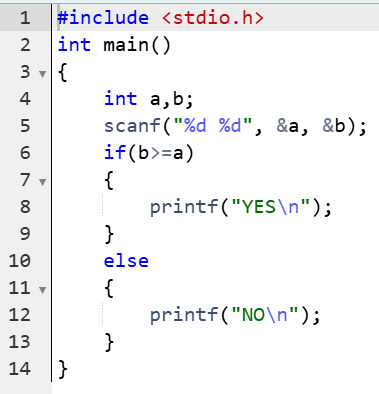 1 #include <stdio.h>
2 int main()
3 {
4     int a,b;
5     scanf("%d %d", &a, &b);
6     if(b>=a)
7     {
8         printf("YES\n");
9     }
10     else
11     {
12         printf("NO\n");
13     }
14 }